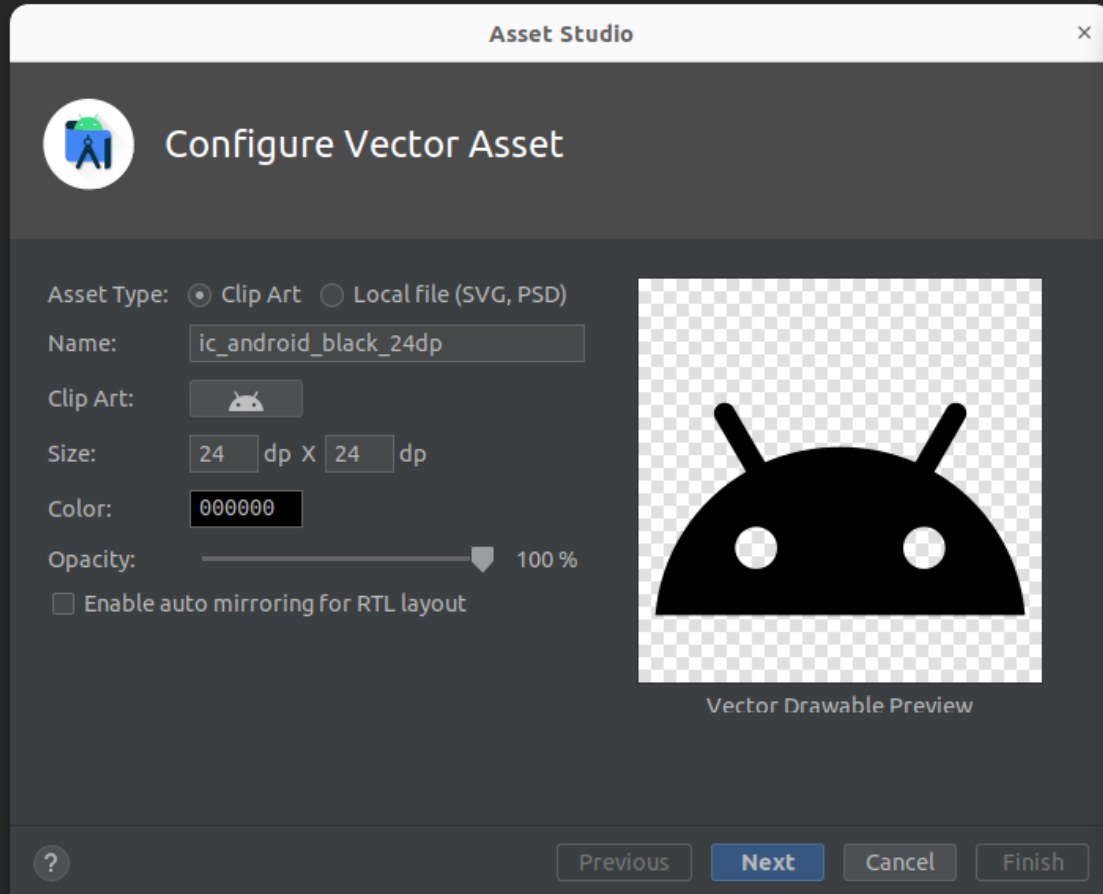 Asset Studio
Configure Vector Asset
Asset Type: Clip Art Local file (SVG, PSD)
Name: ic_android_black_24dp
Clip Art:
Size: 24 dp X 24 dp
Color: 000000
Opacity: 100 %
Enable auto mirroring for RTL layout
Vector Drawable Preview
? Previous Next Cancel Finish